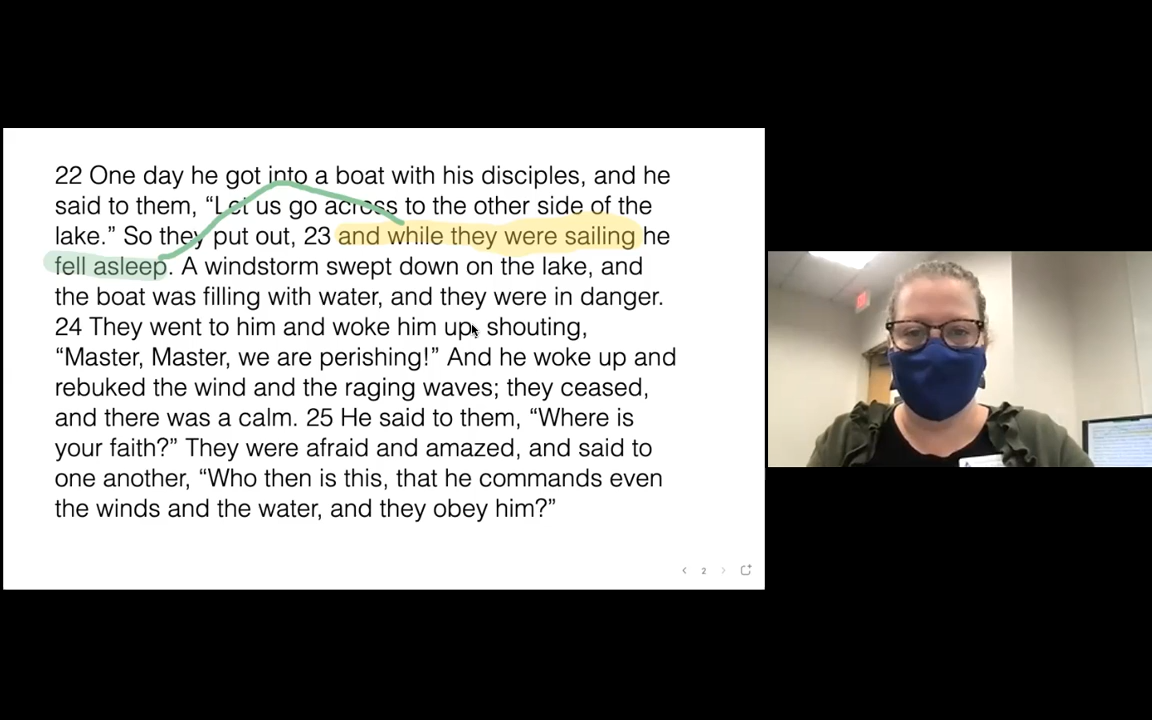 22 One day he got into a boat with his disciples, and he
said to them, “Let us go across to the other side of the
lake.” So they put out, 23 and while they were sailing he
fell asleep. A windstorm swept down on the lake, and
the boat was filling with water, and they were in danger.
24 They went to him and woke him up, shouting,
“Master, Master, we are perishing!” And he woke up and
rebuked the wind and the raging waves; they ceased,
and there was a calm. 25 He said to them, “Where is
your faith?” They were afraid and amazed, and said to
one another, “Who then is this, that he commands even
the winds and the water, and they obey him?”
2